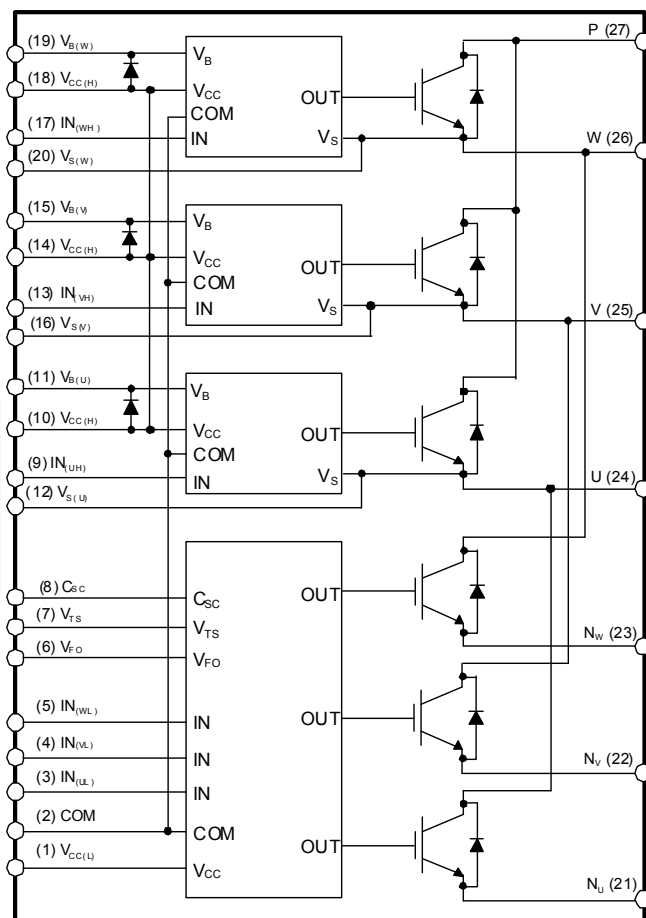 (19) VB(W)
(18) VCC(H)
(17) IN(WH)
(20) VS(W)
VB
VCC
COM
IN
OUT
VS
P (27)
W (26)
(15) VB(V)
(14) VCC(H)
(13) IN(VH)
(16) VS(V)
VB
VCC
COM
IN
OUT
VS
V (25)
(11) VB(U)
(10) VCC(H)
(9) IN(UH)
(12) VS(U)
VB
VCC
COM
IN
OUT
VS
U (24)
(8) CSC
(7) VTS
(6) VFO
(5) IN(WL)
(4) IN(VL)
(3) IN(UL)
(2) COM
(1) VCC(L)
CSC
VTS
VFO
IN
IN
IN
COM
VCC
OUT
OUT
OUT
NW (23)
NV (22)
NU (21)